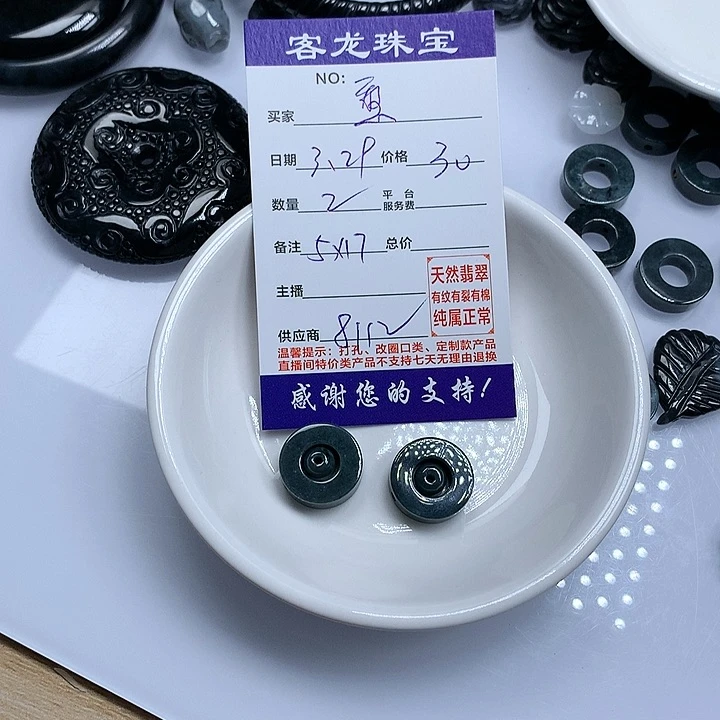 客龙珠宝
NO:
买家
日期 3.29 价格 30
数量 2 平台服务费
备注 5X17 总价
主播
供应商 8112
天然翡翠
有纹有裂有棉
纯属正常
温馨提示：打孔、改圈口类、定制款产品
直播间特价类产品不支持七天无理由退换
感谢您的支持！